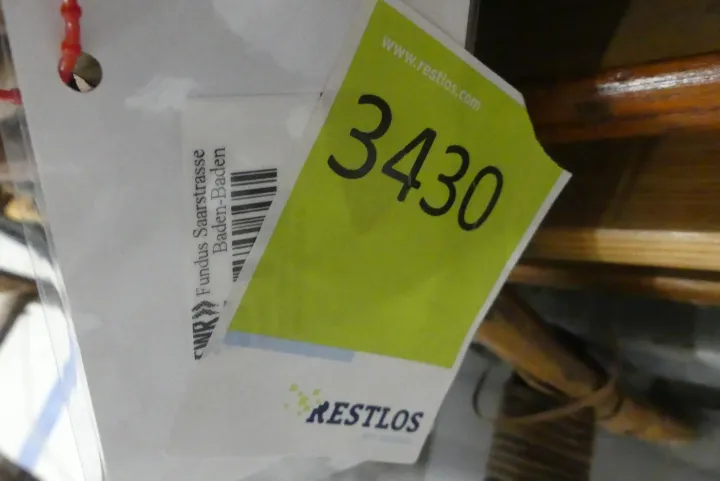 www.restlos.com
3430
RESTLOS
SWR» Fundus Saarstrasse
Baden-Baden